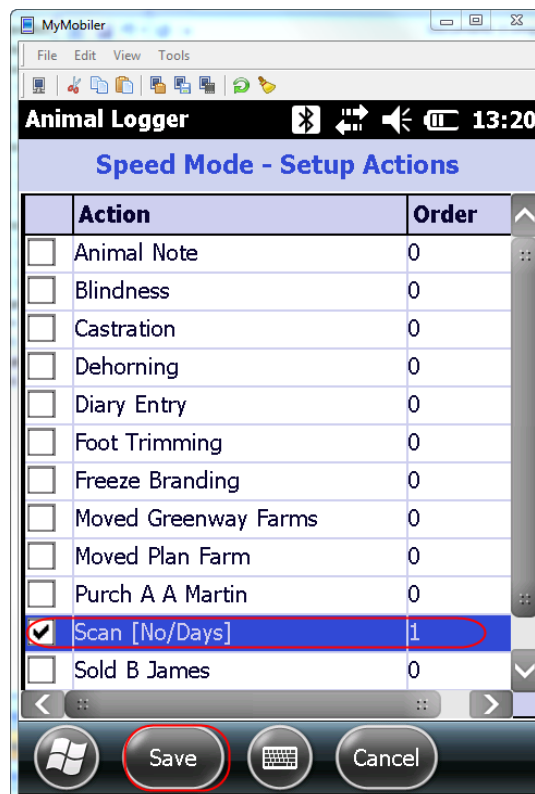 MyMobiler
File Edit View Tools
Animal Logger 13:20
Speed Mode - Setup Actions
Action Order
Animal Note 0
Blindness 0
Castration 0
Dehorning 0
Diary Entry 0
Foot Trimming 0
Freeze Branding 0
Moved Greenway Farms 0
Moved Plan Farm 0
Purch A A Martin 0
Scan [No/Days] 1
Sold B James 0
Save Cancel